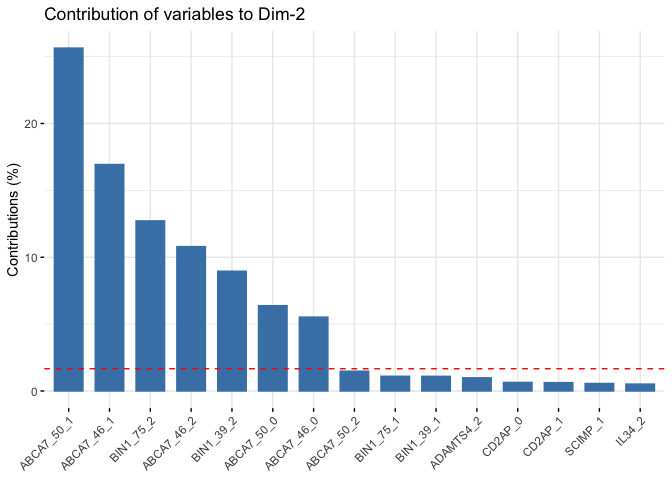 Contribution of variables to Dim-2
Contributions (%)
20
10
0
ABCA7_50_1
ABCA7_46_1
BIN1_75_2
ABCA7_46_2
BIN1_39_2
ABCA7_50_0
ABCA7_46_0
ABCA7_50_2
BIN1_75_1
BIN1_39_1
ADAMTS4_2
CD2AP_0
CD2AP_1
SCIMP_1
IL34_2